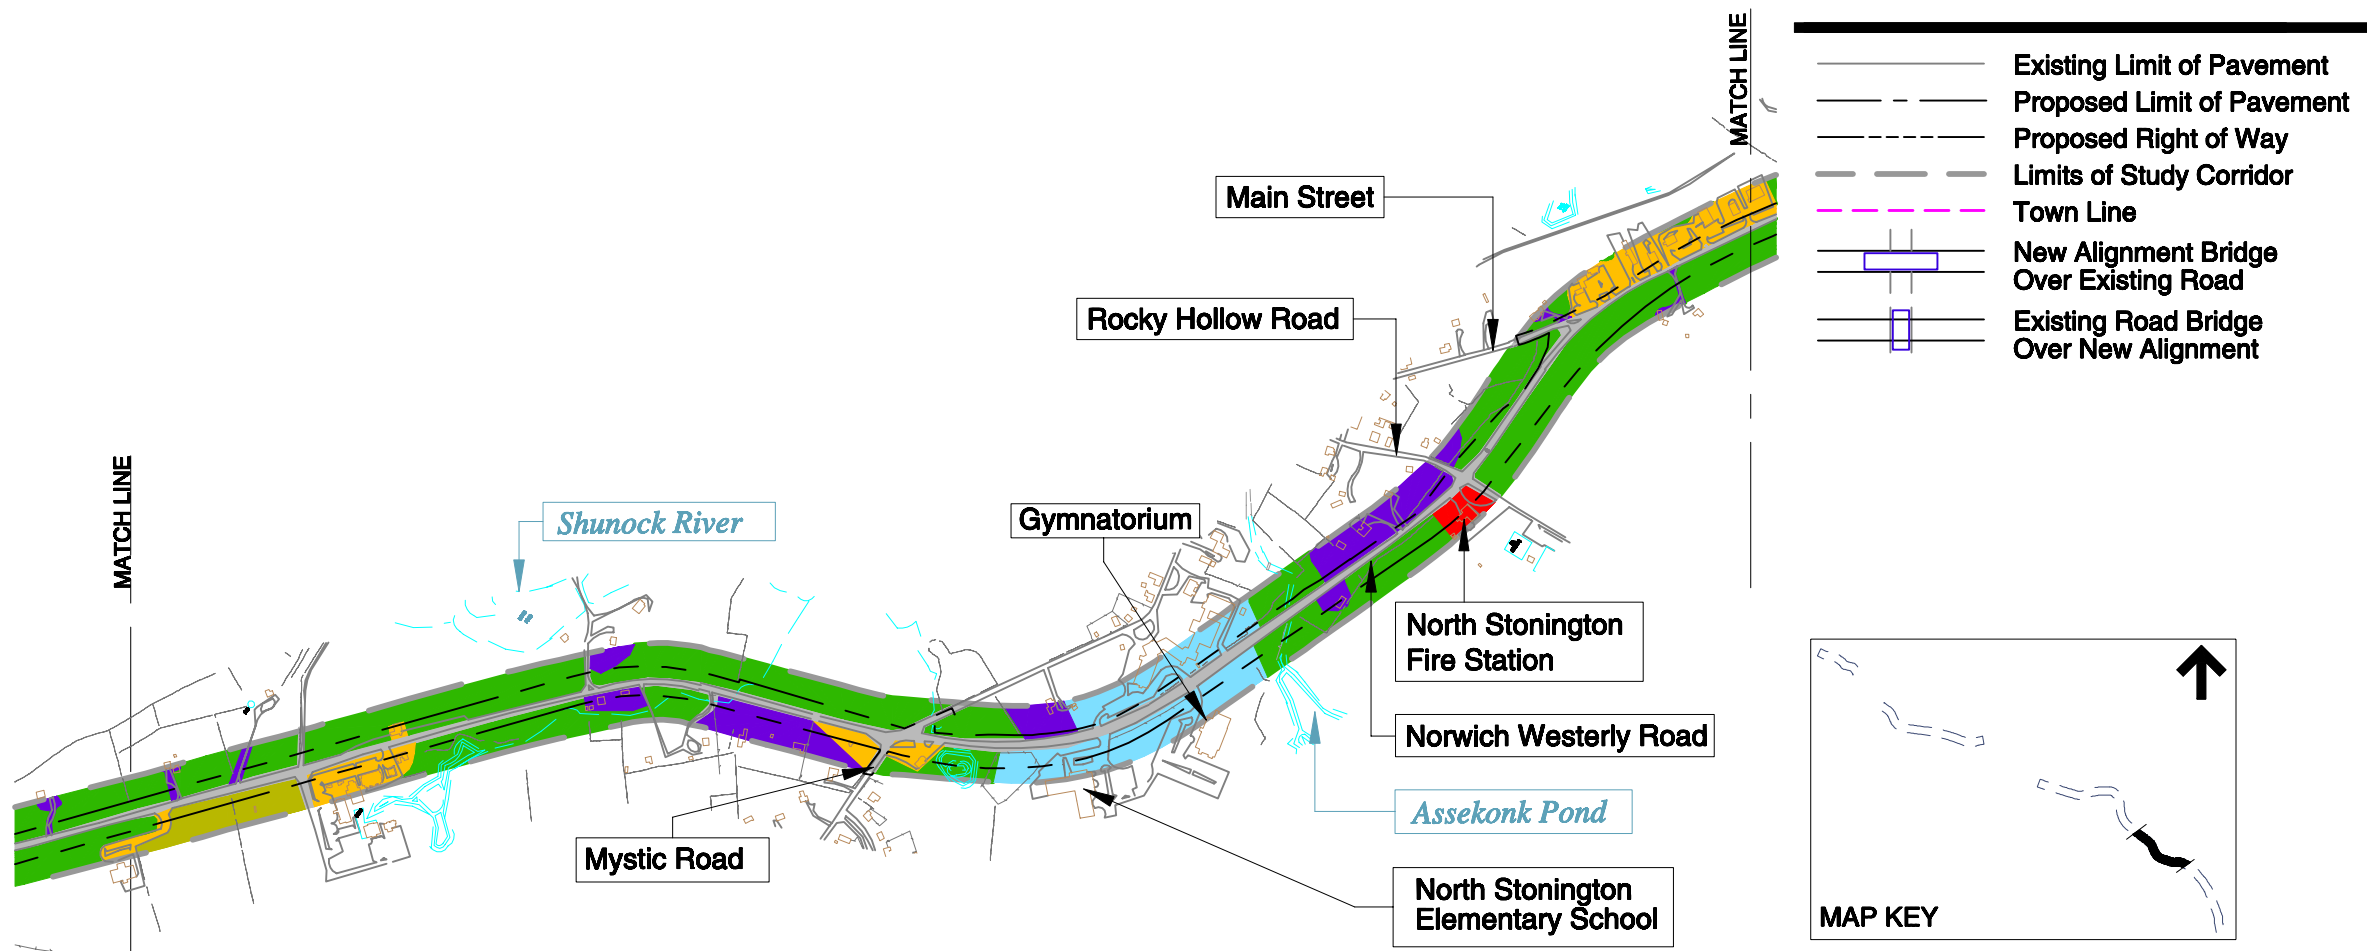 MATCH LINE
Existing Limit of Pavement
Proposed Limit of Pavement
Proposed Right of Way
Limits of Study Corridor
Town Line
New Alignment Bridge
Over Existing Road
Existing Road Bridge
Over New Alignment
Main Street
Rocky Hollow Road
MATCH LINE
Shunock River
Gymnatorium
North Stonington
Fire Station
Norwich Westerly Road
Assekonk Pond
Mystic Road
North Stonington
Elementary School
MAP KEY